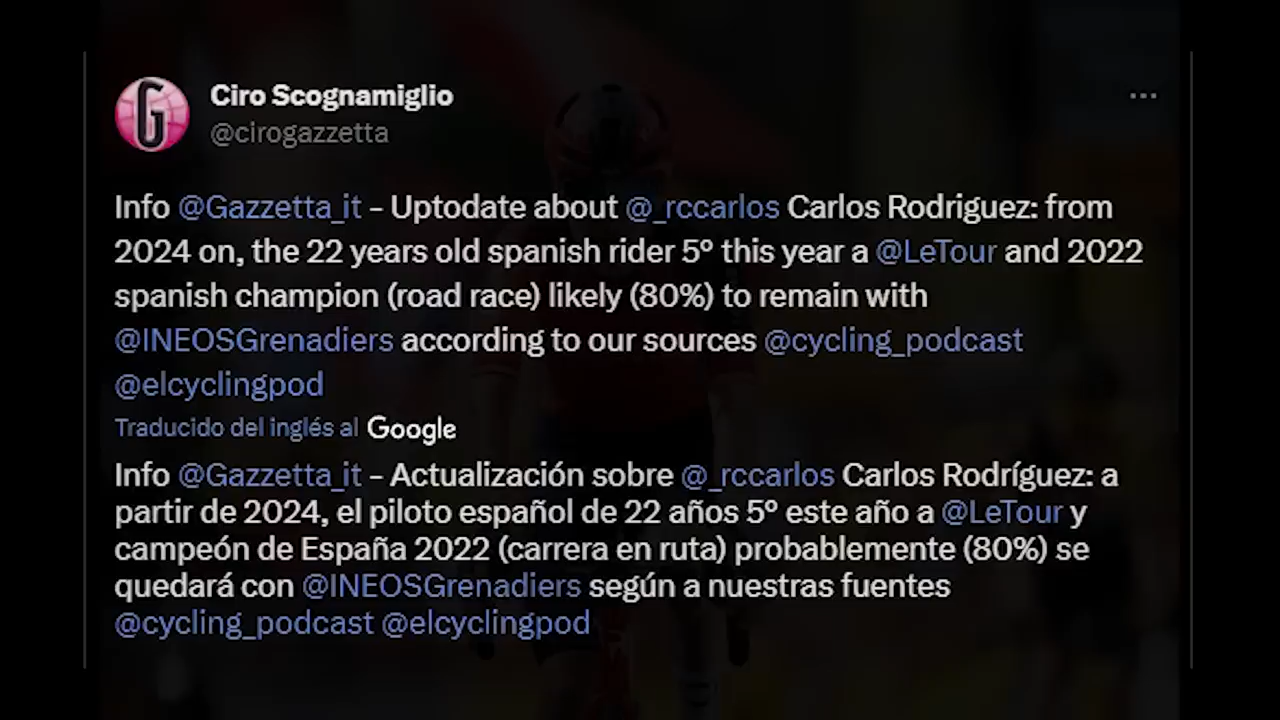 Ciro Scognamiglio
@cirogazzetta
Info @Gazzetta_it – Uptodate about @_rccarlos Carlos Rodriguez: from
2024 on, the 22 years old spanish rider 5º this year a @LeTour and 2022
spanish champion (road race) likely (80%) to remain with
@INEOSGrenadiers according to our sources @cycling_podcast
@elcyclingpod
Traducido del inglés al Google
Info @Gazzetta_it – Actualización sobre @_rccarlos Carlos Rodríguez: a
partir de 2024, el piloto español de 22 años 5º este año a @LeTour y
campeón de España 2022 (carrera en ruta) probablemente (80%) se
quedará con @INEOSGrenadiers según a nuestras fuentes
@cycling_podcast @elcyclingpod